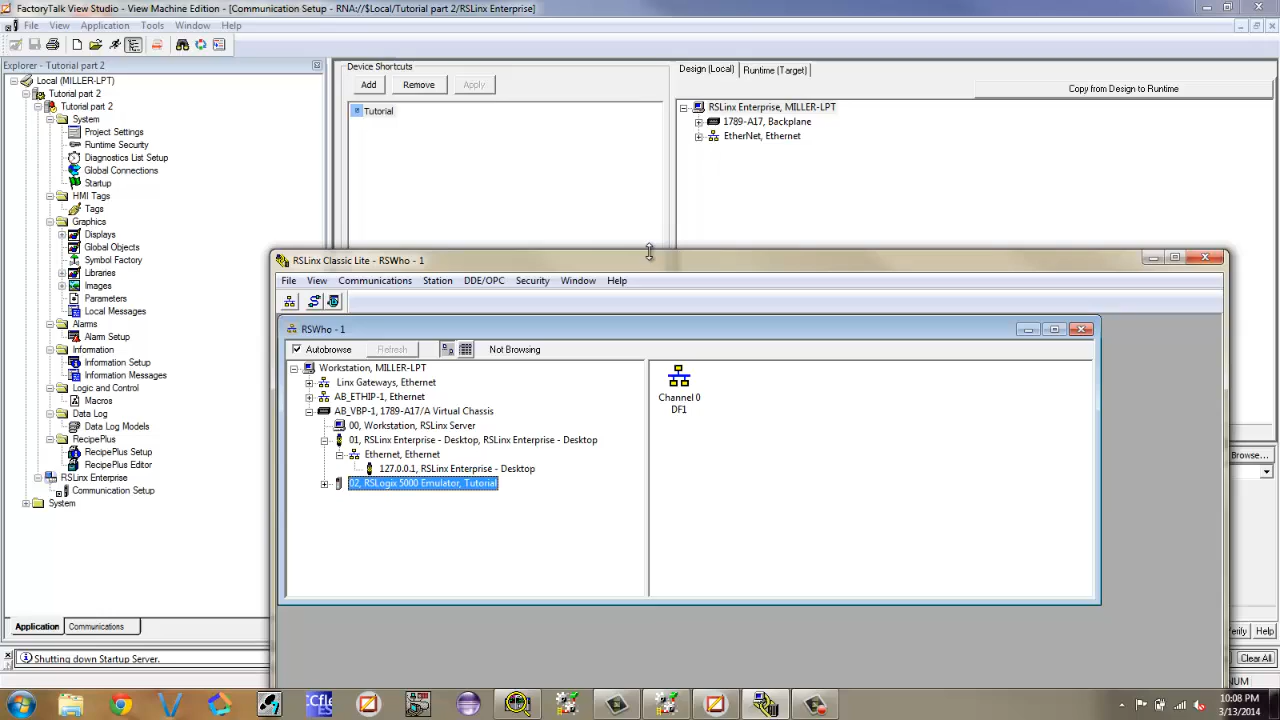 FactoryTalk View Studio - View Machine Edition - [Communication Setup - RNA://$Local/Tutorial part 2/RSLinx Enterprise]
File View Application Tools Window Help
Explorer - Tutorial part 2
Local (MILLER-LPT)
Tutorial part 2
Tutorial part 2
System
Project Settings
Runtime Security
Diagnostics List Setup
Global Connections
Startup
HMI Tags
Tags
Graphics
Displays
Global Objects
Symbol Factory
Libraries
Images
Parameters
Local Messages
Alarms
Alarm Setup
Information
Information Setup
Information Messages
Logic and Control
Macros
Data Log
Data Log Models
RecipePlus
RecipePlus Setup
RecipePlus Editor
RSLinx Enterprise
Communication Setup
System
Application Communications
Device Shortcuts
Add Remove Apply
Tutorial
Design (Local) Runtime (Target)
Copy from Design to Runtime
RSLinx Enterprise, MILLER-LPT
1789-A17, Backplane
EtherNet, Ethernet
RSLinx Classic Lite - RSWho - 1
File View Communications Station DDE/OPC Security Window Help
RSWho - 1
Autobrowse Refresh Not Browsing
Workstation, MILLER-LPT
Linx Gateways, Ethernet
AB_ETHIP-1, Ethernet
AB_VBP-1, 1789-A17/A Virtual Chassis
00, Workstation, RSLinx Server
01, RSLinx Enterprise - Desktop, RSLinx Enterprise - Desktop
Ethernet, Ethernet
127.0.0.1, RSLinx Enterprise - Desktop
02, RSLogix 5000 Emulator, Tutorial
Channel 0
DF1
Browse...
Help
Shutting down Startup Server.
Clear All
NUM
10:08 PM
3/13/2014